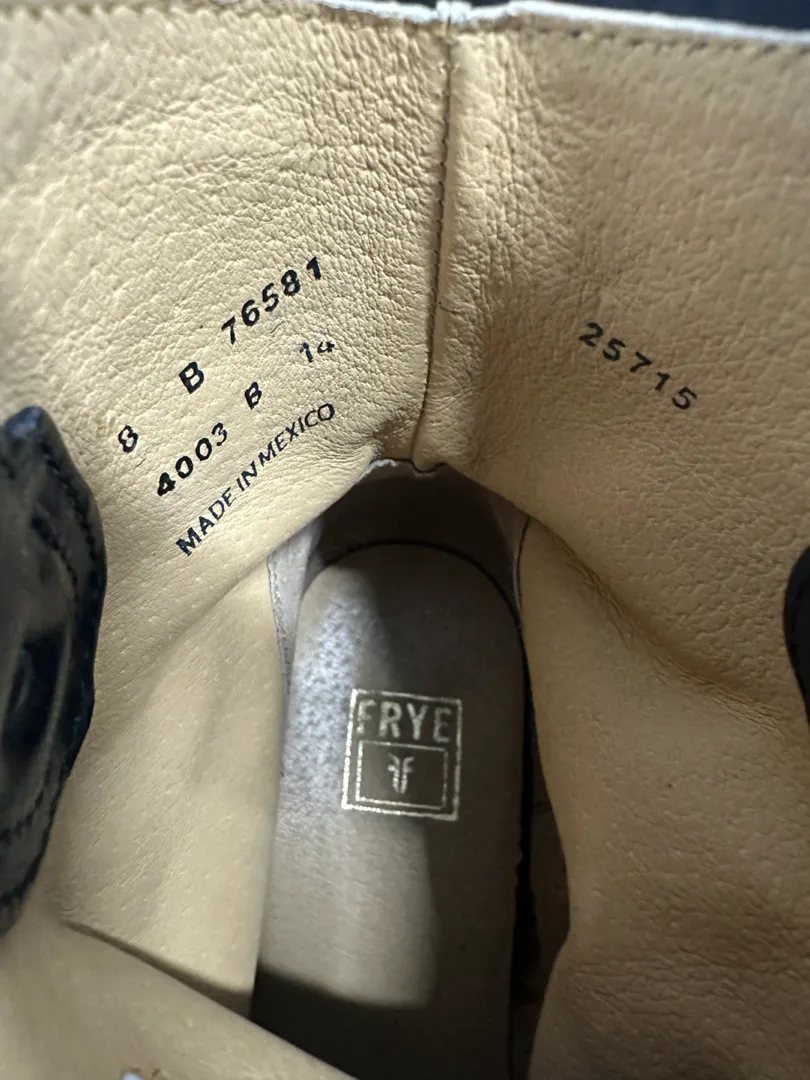 8 B 76581
4003 B 14
MADE IN MEXICO
25715
FRYE